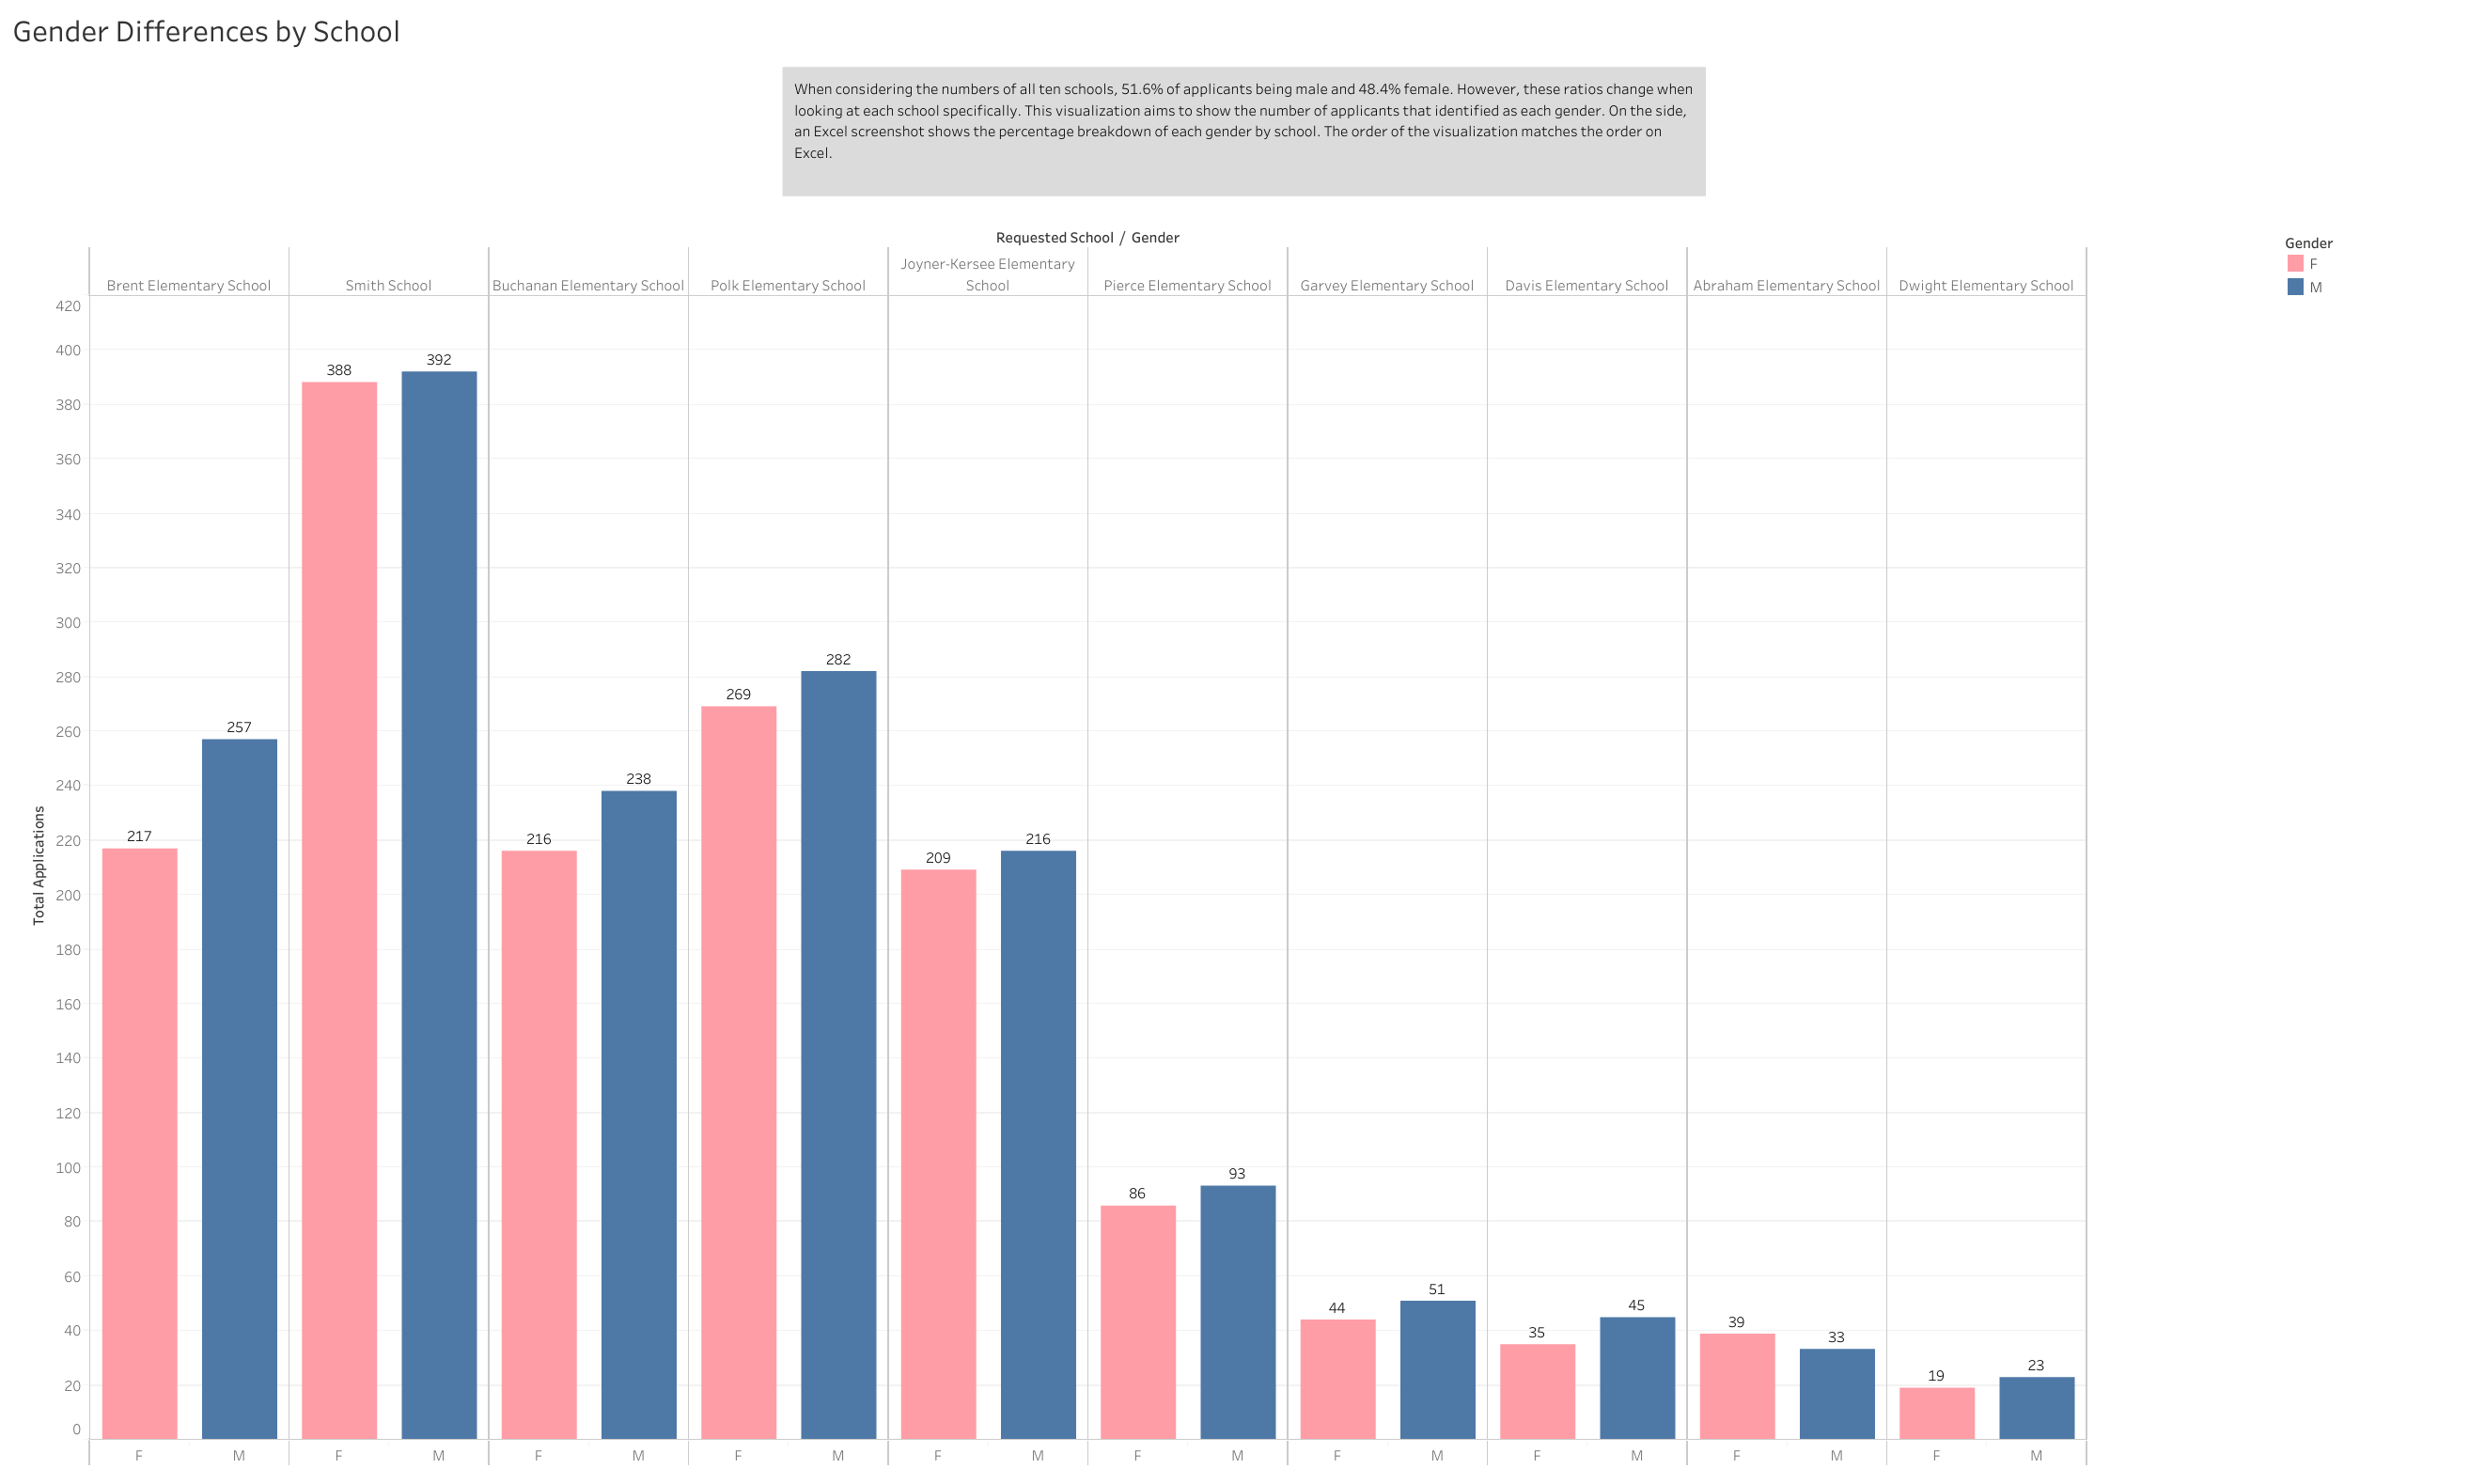 Gender Differences by School
When considering the numbers of all ten schools, 51.6% of applicants being male and 48.4% female. However, these ratios change when
looking at each school specifically. This visualization aims to show the number of applicants that identified as each gender. On the side,
an Excel screenshot shows the percentage breakdown of each gender by school. The order of the visualization matches the order on
Excel.
Requested School / Gender
Gender
F
M
Brent Elementary School
Smith School
Buchanan Elementary School
Polk Elementary School
Joyner-Kersee Elementary
School
Pierce Elementary School
Garvey Elementary School
Davis Elementary School
Abraham Elementary School
Dwight Elementary School
Total Applications
420
400
380
360
340
320
300
280
260
240
220
200
180
160
140
120
100
80
60
40
20
0
217
257
388
392
216
238
269
282
209
216
86
93
44
51
35
45
39
33
19
23
F M F M F M F M F M F M F M F M F M F M